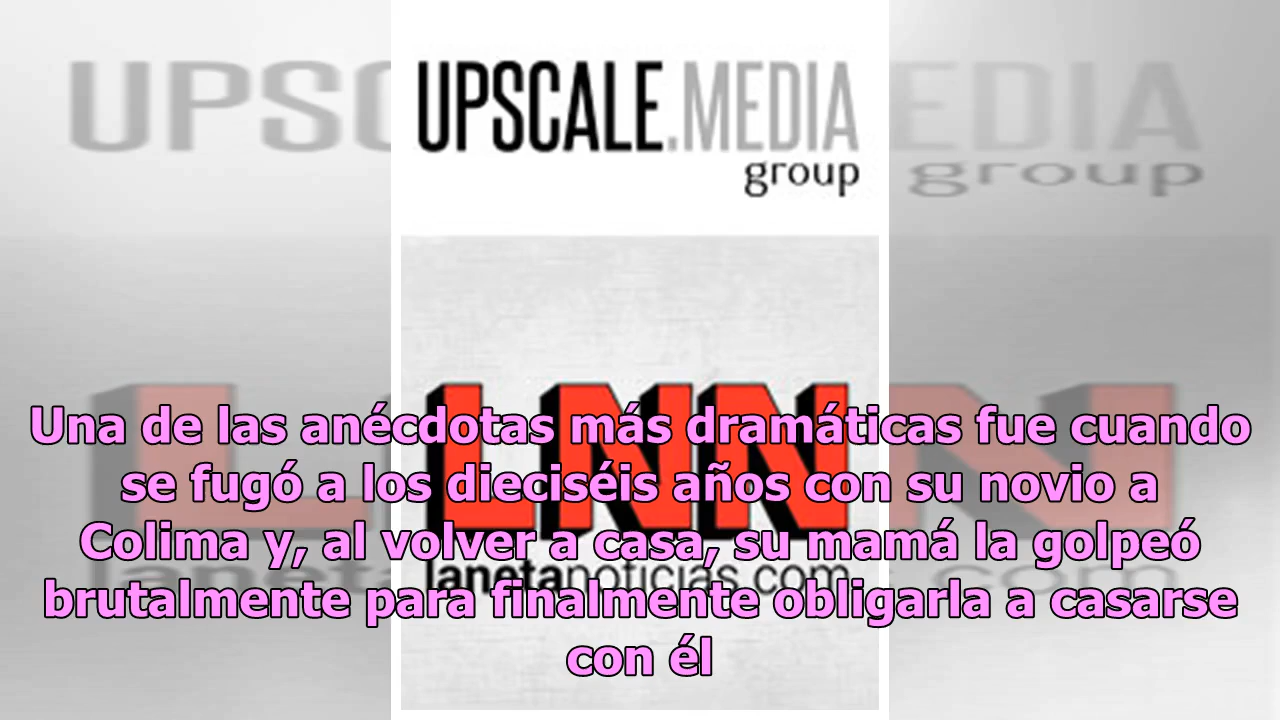 UPSCALE.MEDIA
group
LNN
lanetanoticias.com
Una de las anécdotas más dramáticas fue cuando
se fugó a los dieciséis años con su novio a
Colima y, al volver a casa, su mamá la golpeó
brutalmente para finalmente obligarla a casarse
con él